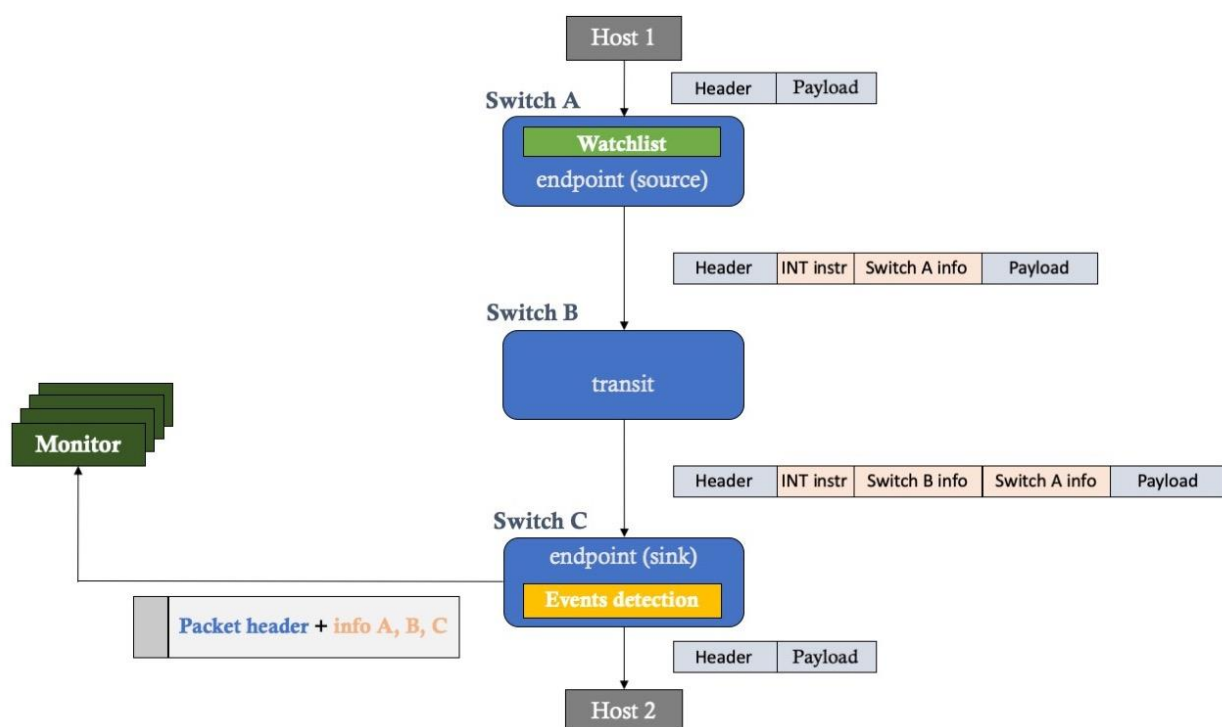 Host 1
Header Payload
Switch A
Watchlist
endpoint (source)
Header INT instr Switch A info Payload
Switch B
transit
Monitor
Header INT instr Switch B info Switch A info Payload
Switch C
endpoint (sink)
Events detection
Packet header + info A, B, C
Header Payload
Host 2